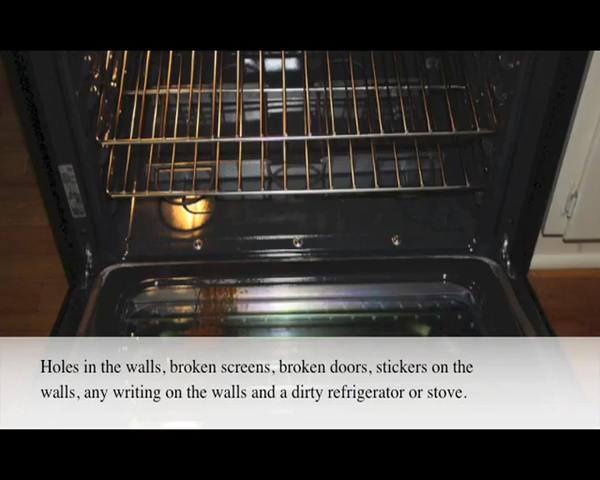 Holes in the walls, broken screens, broken doors, stickers on the
walls, any writing on the walls and a dirty refrigerator or stove.